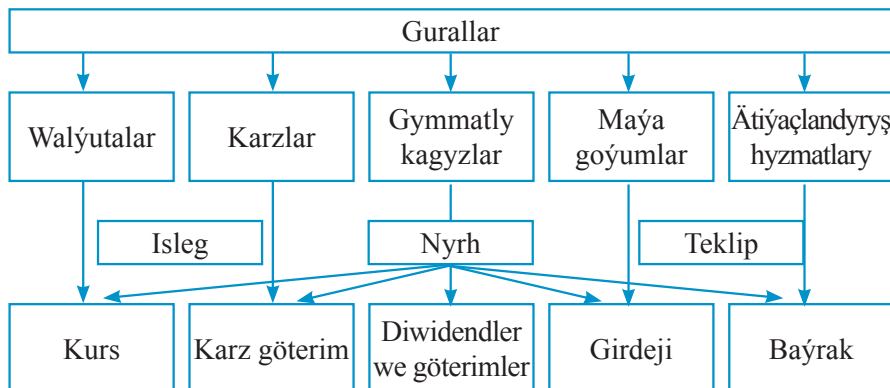 Gurallar
Walýutalar
Karzlar
Gymmatly
kagyzlar
Maýa
goýumlar
Ätiýaçlandyryş
hyzmatlary
Isleg
Nyrh
Teklip
Kurs
Karz göterim
Diwidendler
we göterimler
Girdeji
Baýrak